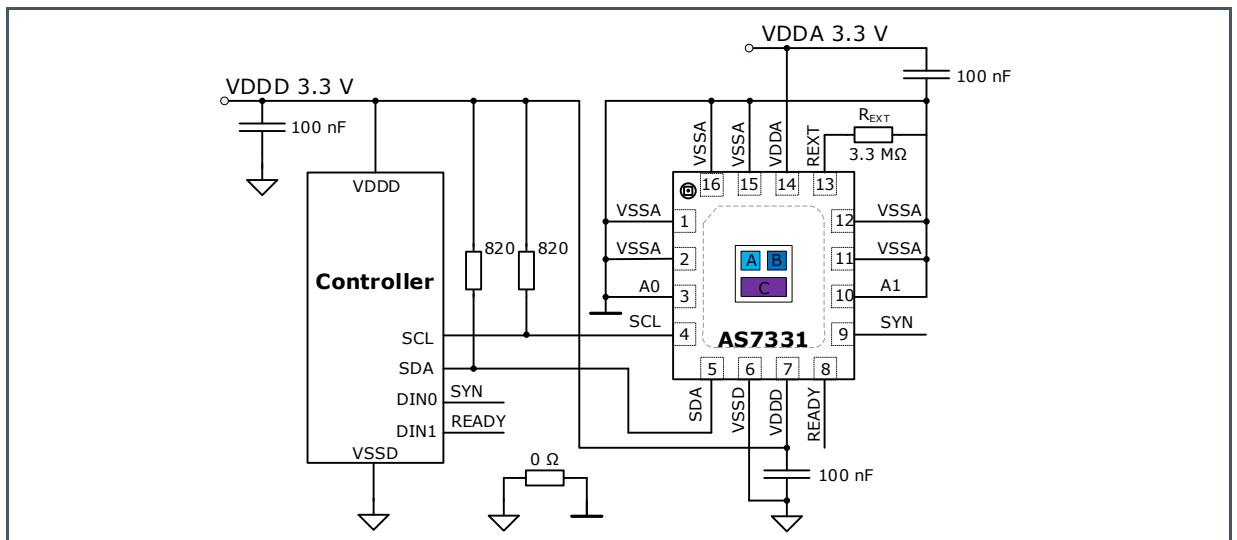 VDDA 3.3 V
100 nF
VDDD 3.3 V
100 nF
VSSA
VSSA
VDDA
REXT
REXT
3.3 MΩ
16
15
14
13
VDDD
Controller
SCL
SDA
DIN0
DIN1
VSSD
SYN
READY
820
820
VSSA
VSSA
A0
SCL
1
2
3
4
A
B
C
AS7331
12
11
10
9
VSSA
VSSA
A1
SYN
5
6
7
8
SDA
VSSD
VDDD
READY
0 Ω
100 nF